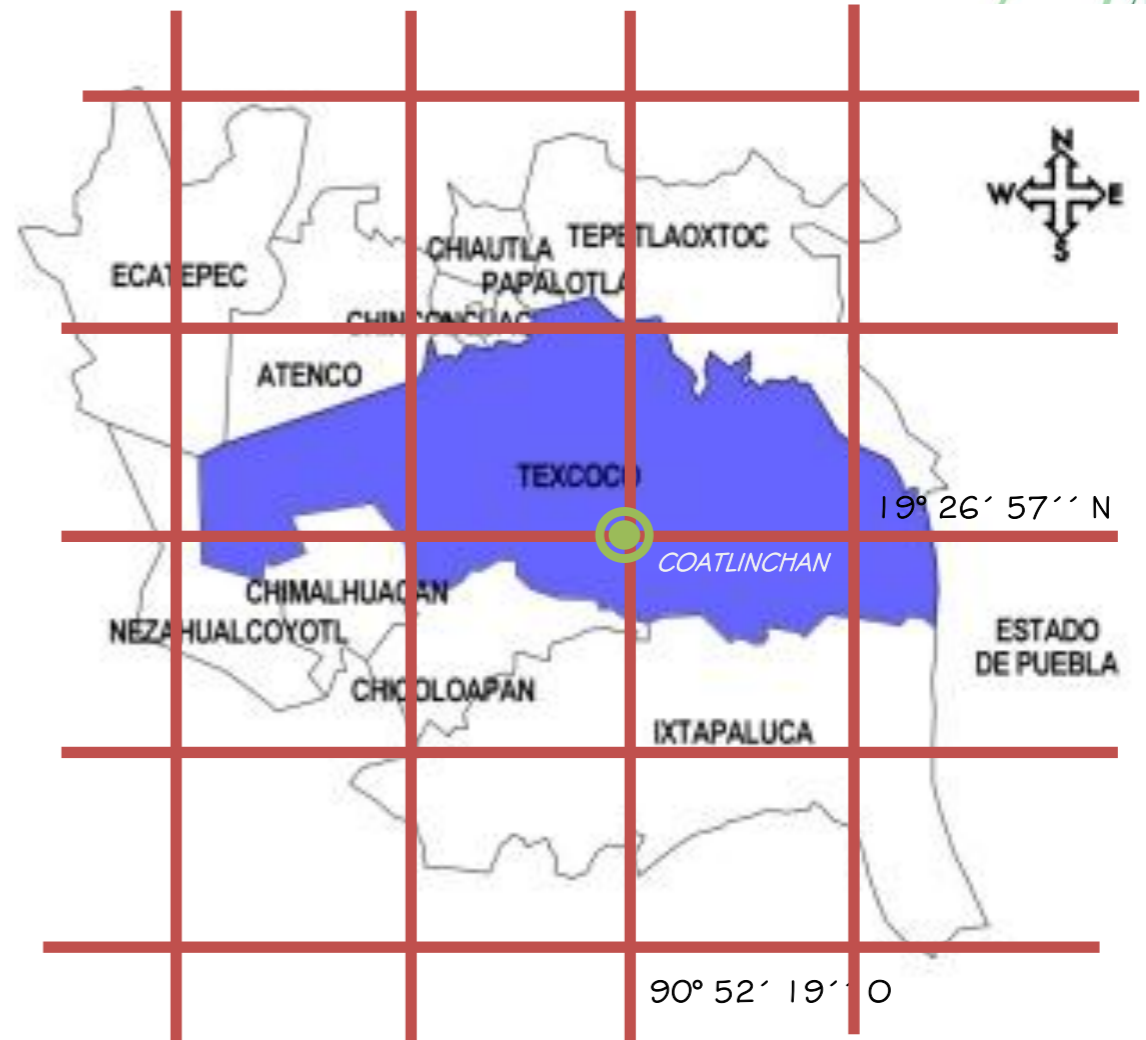 N
W E
S
CHIAUTLA
TEPETLAOXTOC
ECATEPEC
PAPALOTLA
CHINCONCUAC
ATENCO
TEXCOCO
19° 26´ 57´´ N
COATLINCHAN
CHIMALHUACAN
NEZAHUALCOYOTL
ESTADO
DE PUEBLA
CHICOLOAPAN
IXTAPALUCA
90° 52´ 19´´ O